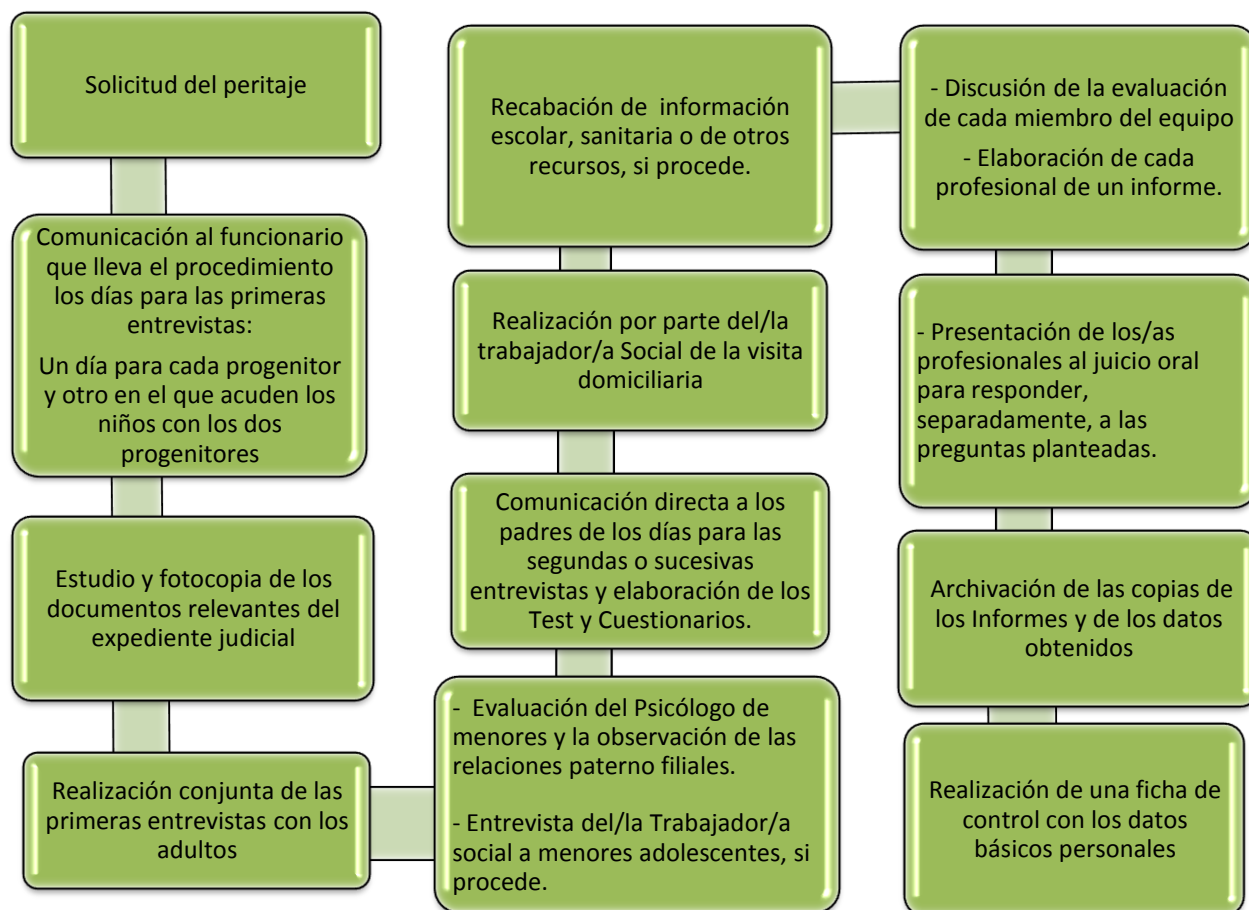 Solicitud del peritaje
Comunicación al funcionario
que lleva el procedimiento
los días para las primeras
entrevistas:
Un día para cada progenitor
y otro en el que acuden los
niños con los dos
progenitores
Estudio y fotocopia de los
documentos relevantes del
expediente judicial
Realización conjunta de las
primeras entrevistas con los
adultos
- Evaluación del Psicólogo de
menores y la observación de las
relaciones paterno filiales.
- Entrevista del/la Trabajador/a
social a menores adolescentes, si
procede.
Comunicación directa a los
padres de los días para las
segundas o sucesivas
entrevistas y elaboración de los
Test y Cuestionarios.
Realización por parte del/la
trabajador/a Social de la visita
domiciliaria
Recabación de información
escolar, sanitaria o de otros
recursos, si procede.
- Discusión de la evaluación
de cada miembro del equipo
- Elaboración de cada
profesional de un informe.
- Presentación de los/as
profesionales al juicio oral
para responder,
separadamente, a las
preguntas planteadas.
Archivación de las copias de
los Informes y de los datos
obtenidos
Realización de una ficha de
control con los datos
básicos personales